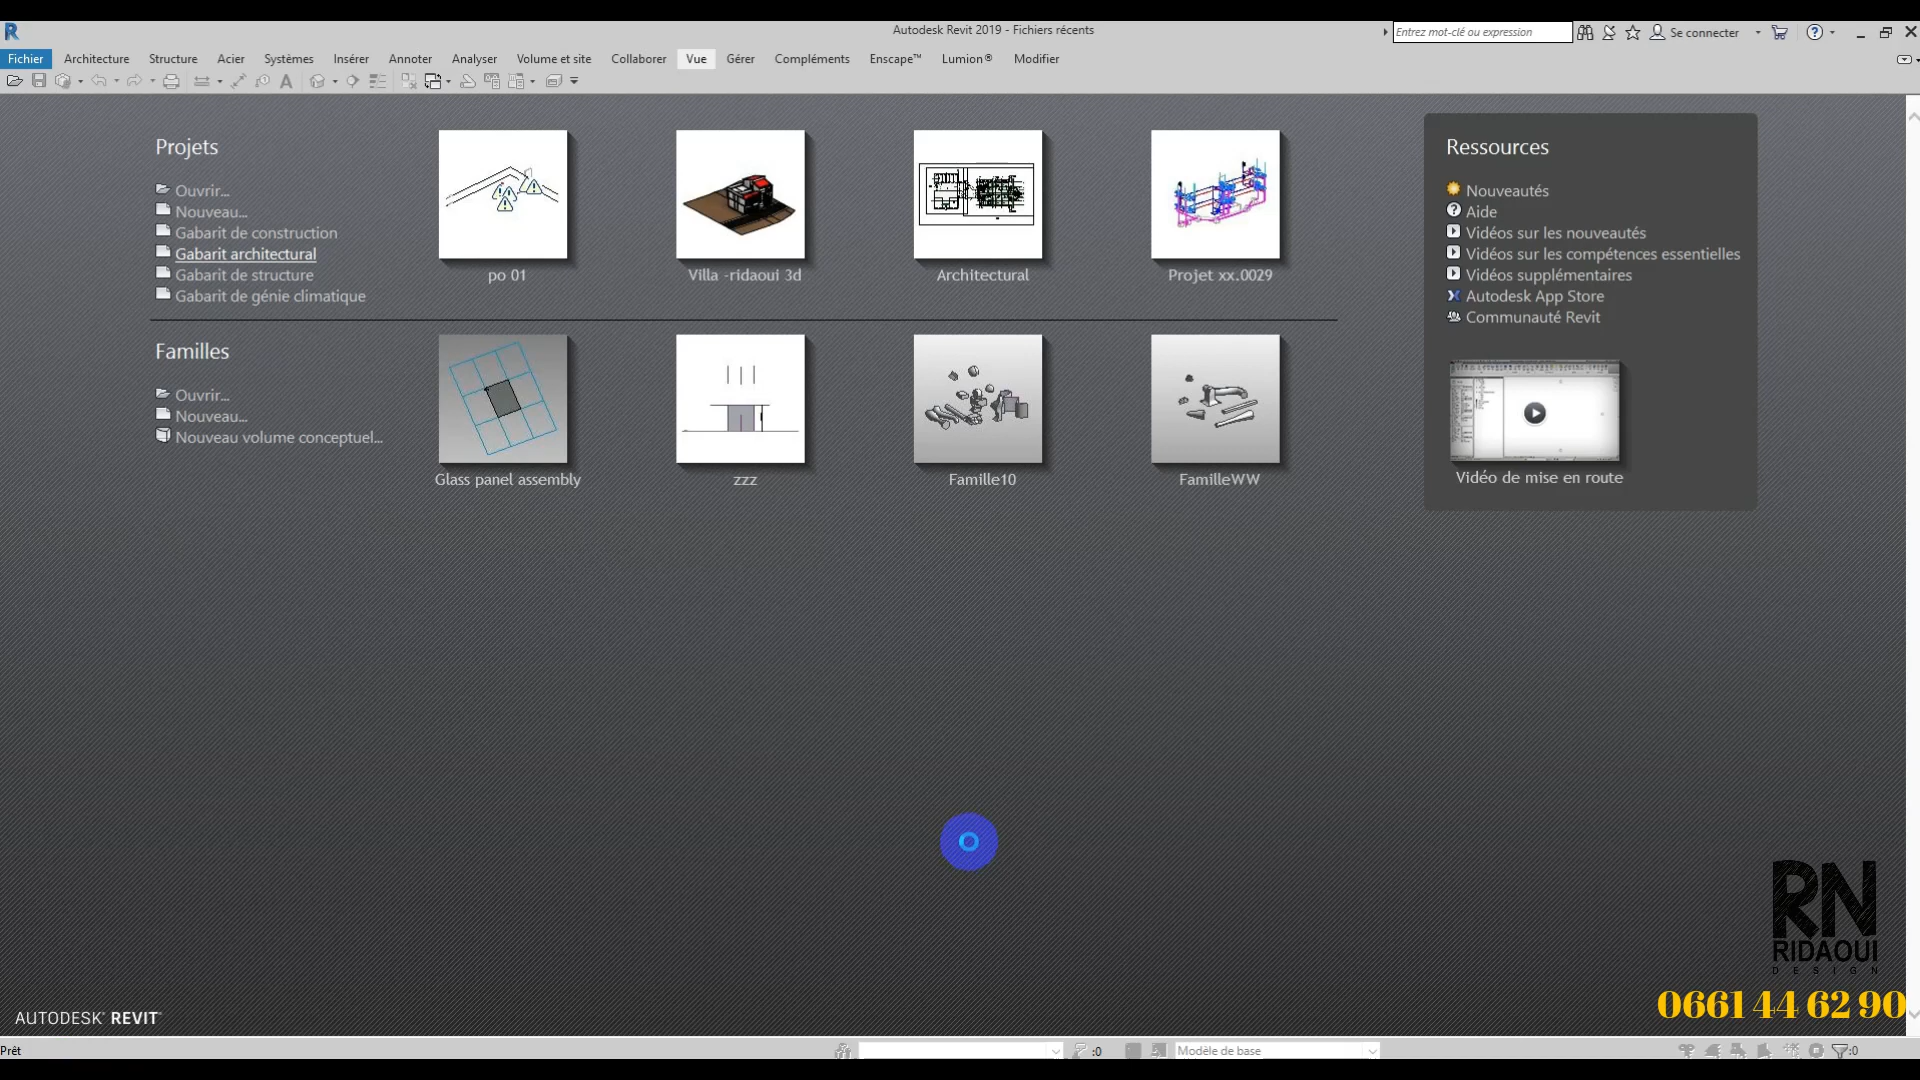 Autodesk Revit 2019 - Fichiers récents
Entrez mot-clé ou expression
Se connecter
Fichier Architecture Structure Acier Systèmes Insérer Annoter Analyser Volume et site Collaborer Vue Gérer Compléments Enscape™ Lumion® Modifier
Projets
Ouvrir...
Nouveau...
Gabarit de construction
Gabarit architectural
Gabarit de structure
Gabarit de génie climatique
po 01
Villa -ridaoui 3d
Architectural
Projet xx.0029
Familles
Ouvrir...
Nouveau...
Nouveau volume conceptuel...
Glass panel assembly
zzz
Famille10
FamilleWW
Ressources
Nouveautés
Aide
Vidéos sur les nouveautés
Vidéos sur les compétences essentielles
Vidéos supplémentaires
Autodesk App Store
Communauté Revit
Vidéo de mise en route
RN
RIDAOUI
DESIGN
0661 44 62 90
AUTODESK® REVIT®
Prêt
:0
Modèle de base
:0